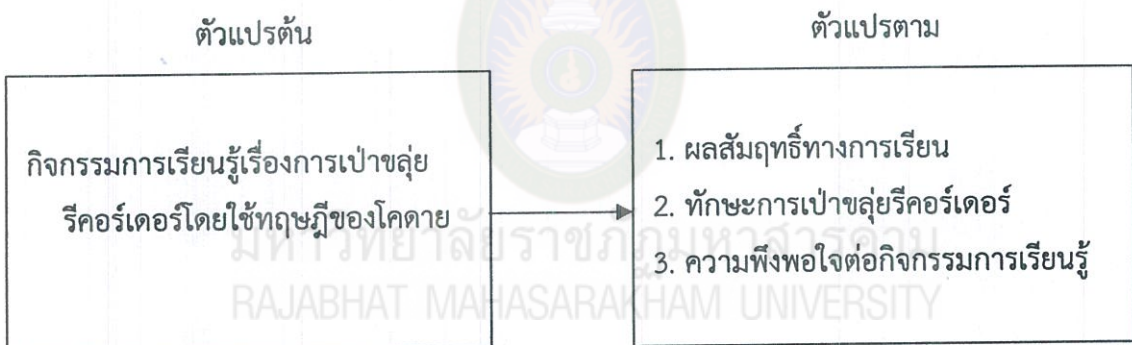 ตัวแปรต้น
ตัวแปรตาม
กิจกรรมการเรียนรู้เรื่องการเป่าขลุ่ย
รีคอร์เดอร์โดยใช้ทฤษฎีของโคดาย
1. ผลสัมฤทธิ์ทางการเรียน
2. ทักษะการเป่าขลุ่ยรีคอร์เดอร์
3. ความพึงพอใจต่อกิจกรรมการเรียนรู้
มหาวิทยาลัยราชภัฏมหาสารคาม
RAJABHAT MAHASARAKHAM UNIVERSITY